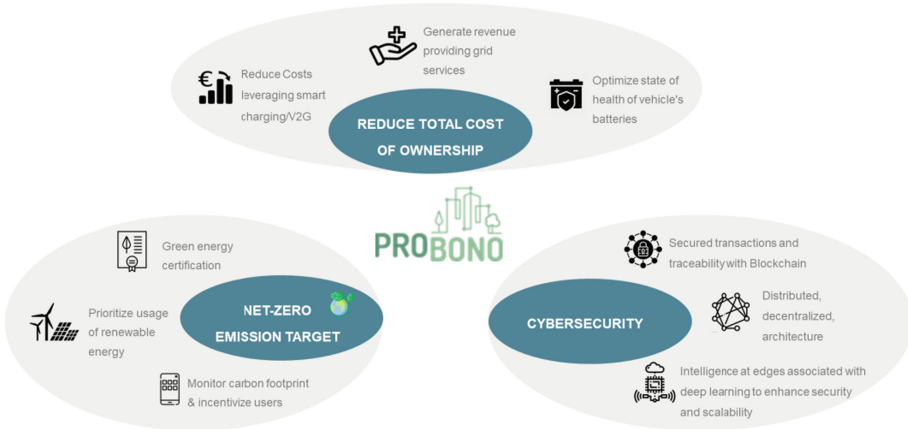 Generate revenue
providing grid
services
Reduce Costs
leveraging smart
charging/V2G
Optimize state of
health of vehicle's
batteries
REDUCE TOTAL COST
OF OWNERSHIP
PROBONO
Green energy
certification
Prioritize usage
of renewable
energy
NET-ZERO
EMISSION TARGET
Monitor carbon footprint
& incentivize users
Secured transactions and
traceability with Blockchain
CYBERSECURITY
Distributed,
decentralized,
architecture
Intelligence at edges associated with
deep learning to enhance security
and scalability